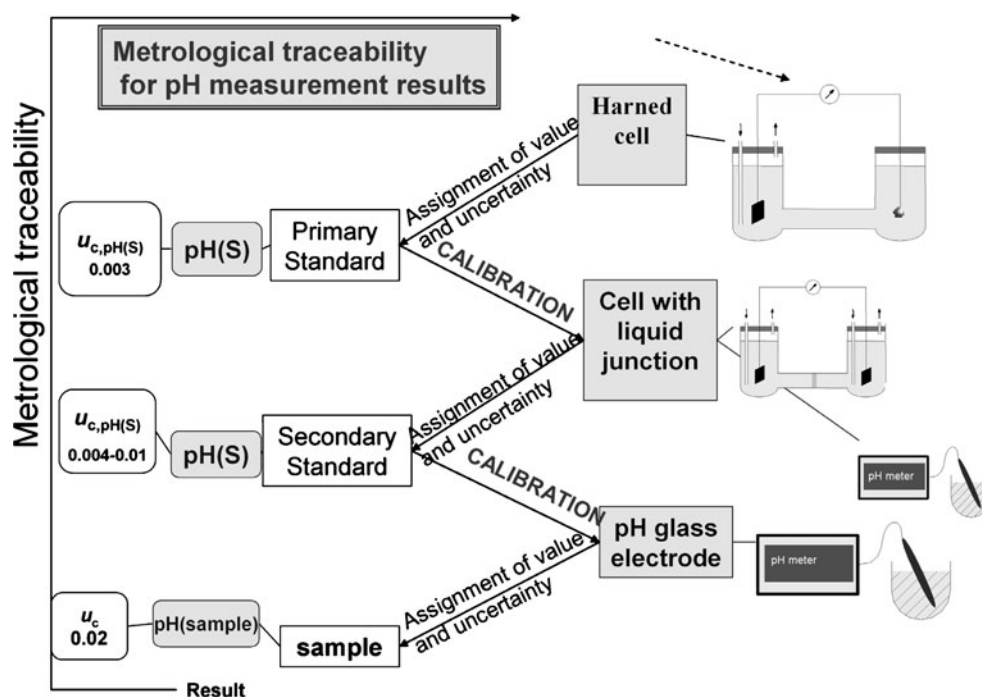 Metrological traceability
Metrological traceability
for pH measurement results
Harned
cell
Assignment of value
and uncertainty
uc,pH(S)
0.003
pH(S)
Primary
Standard
CALIBRATION
Cell with
liquid
junction
Assignment of value
and uncertainty
uc,pH(S)
0.004-0.01
pH(S)
Secondary
Standard
CALIBRATION
pH meter
pH glass
electrode
pH meter
Assignment of value
and uncertainty
uc
0.02
pH(sample)
sample
Result